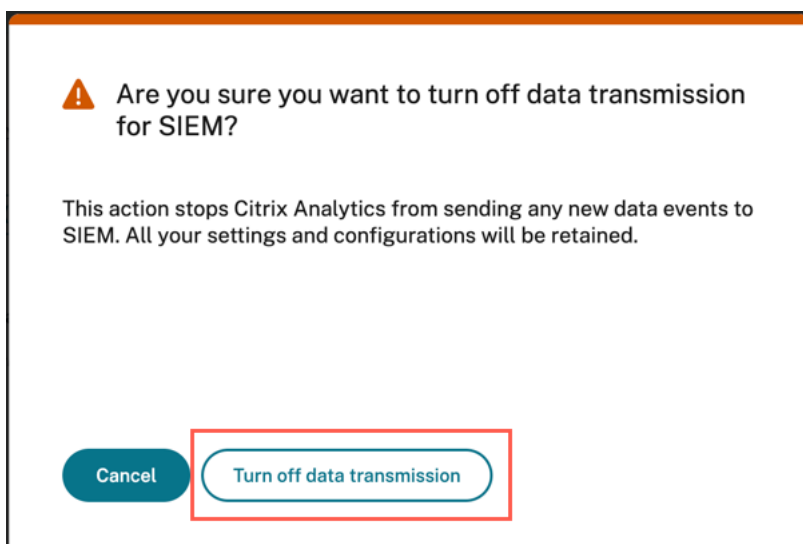 Are you sure you want to turn off data transmission
for SIEM?
This action stops Citrix Analytics from sending any new data events to
SIEM. All your settings and configurations will be retained.
Cancel
Turn off data transmission